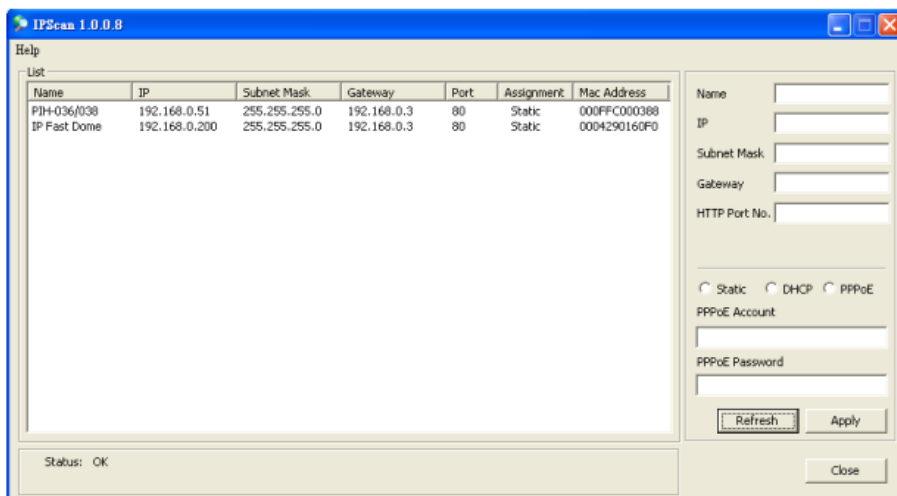 IPScan 1.0.0.8
Help
List
Name IP Subnet Mask Gateway Port Assignment Mac Address
PIH-036/038 192.168.0.51 255.255.255.0 192.168.0.3 80 Static 000FFC000388
IP Fast Dome 192.168.0.200 255.255.255.0 192.168.0.3 80 Static 0004290160F0
Name
IP
Subnet Mask
Gateway
HTTP Port No.
Static DHCP PPPoE
PPPoE Account
PPPoE Password
Refresh Apply
Status: OK
Close